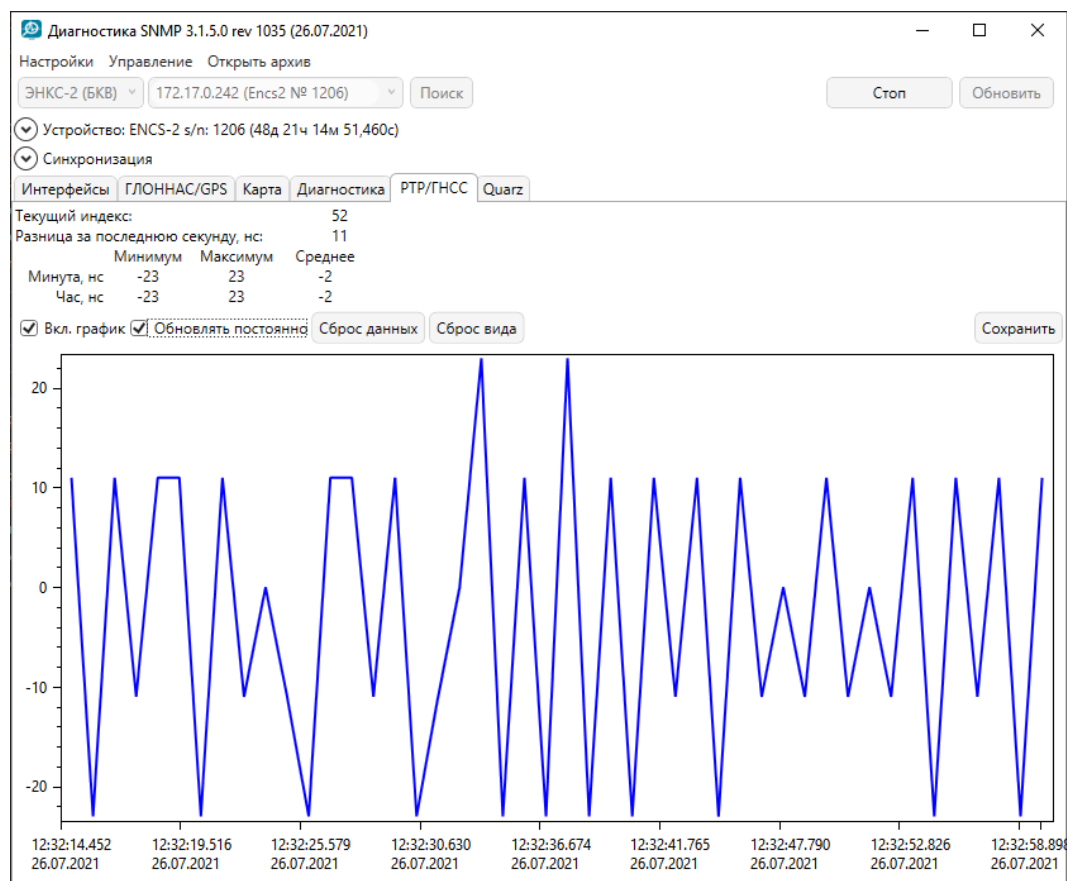 Диагностика SNMP 3.1.5.0 rev 1035 (26.07.2021)
Настройки Управление Открыть архив
ЭНКС-2 (БКВ) 172.17.0.242 (Encs2 № 1206) Поиск Стоп Обновить
Устройство: ENCS-2 s/n: 1206 (48д 21ч 14м 51,460с)
Синхронизация
Интерфейсы ГЛОННАС/GPS Карта Диагностика PTP/ГНСС Quarz
Текущий индекс: 52
Разница за последнюю секунду, нс: 11
Минимум Максимум Среднее
Минута, нс -23 23 -2
Час, нс -23 23 -2
Вкл. график Обновлять постоянно Сброс данных Сброс вида Сохранить
20
10
0
-10
-20
12:32:14.452 12:32:19.516 12:32:25.579 12:32:30.630 12:32:36.674 12:32:41.765 12:32:47.790 12:32:52.826 12:32:58.898
26.07.2021 26.07.2021 26.07.2021 26.07.2021 26.07.2021 26.07.2021 26.07.2021 26.07.2021 26.07.2021